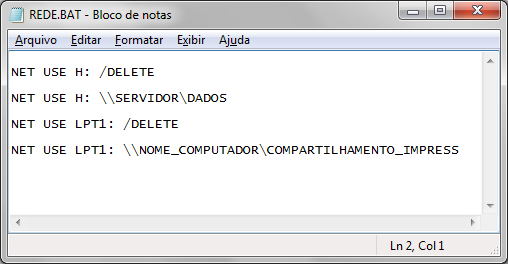 REDE.BAT - Bloco de notas
Arquivo Editar Formatar Exibir Ajuda
NET USE H: /DELETE
NET USE H: \\SERVIDOR\DADOS
NET USE LPT1: /DELETE
NET USE LPT1: \\NOME_COMPUTADOR\COMPARTILHAMENTO_IMPRESS
Ln 2, Col 1